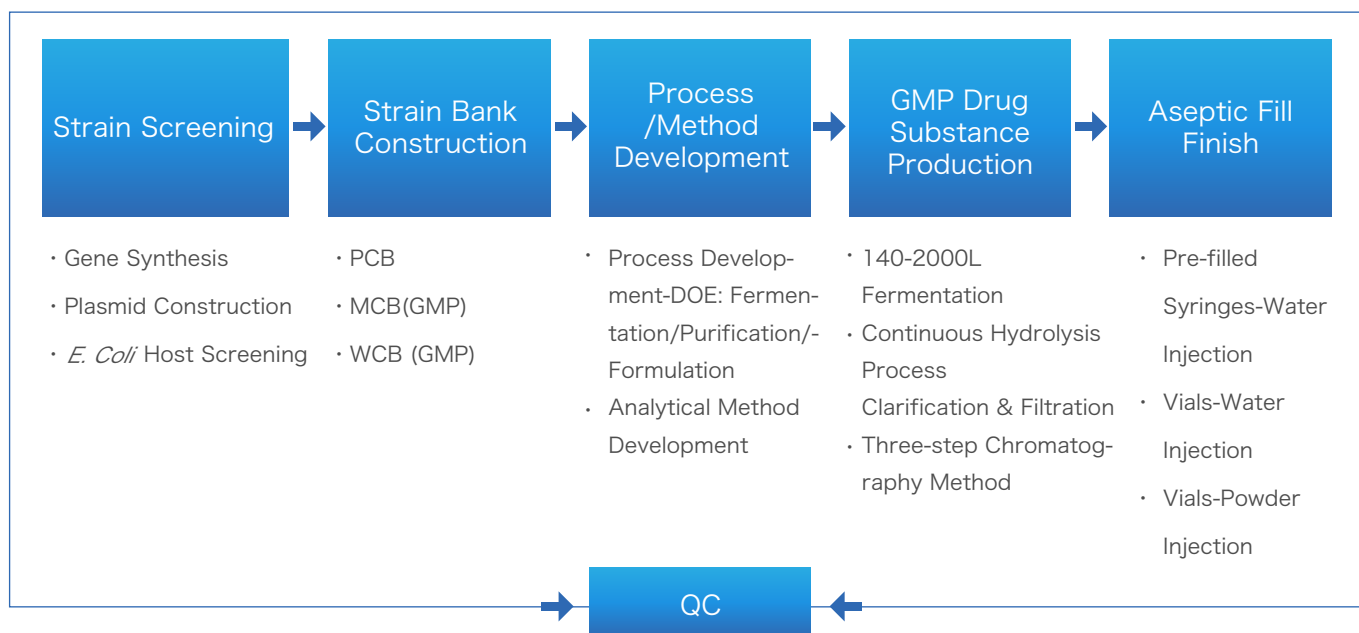 Strain Screening
Strain Bank
Construction
Process
/Method
Development
GMP Drug
Substance
Production
Aseptic Fill
Finish
· Gene Synthesis
· Plasmid Construction
· E. Coli Host Screening
· PCB
· MCB(GMP)
· WCB (GMP)
· Process Develop-
ment-DOE: Fermen-
tation/Purification/-
Formulation
· Analytical Method
Development
· 140-2000L
Fermentation
· Continuous Hydrolysis
Process
Clarification & Filtration
· Three-step Chromatog-
raphy Method
· Pre-filled
Syringes-Water
Injection
· Vials-Water
Injection
· Vials-Powder
Injection
QC